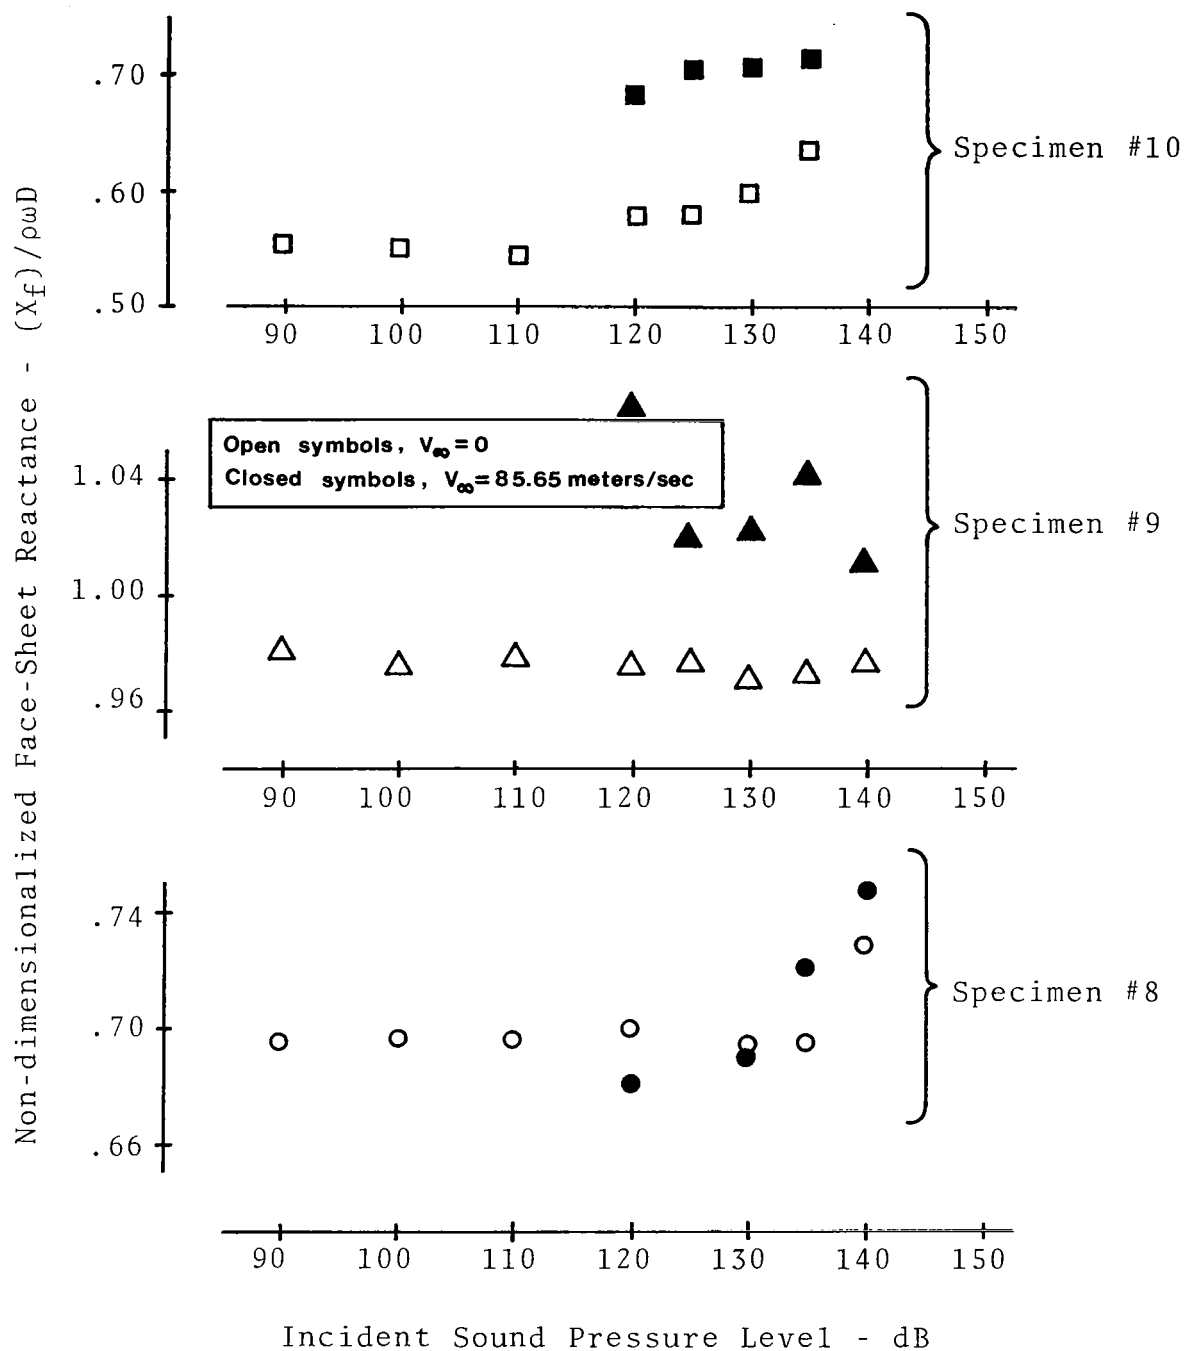 Non-dimensionalized Face-Sheet Reactance - (Xf)/ρωD
.70
.60
.50
90 100 110 120 130 140 150
Specimen #10
Open symbols, V∞=0
Closed symbols, V∞=85.65 meters/sec
1.04
1.00
.96
90 100 110 120 130 140 150
Specimen #9
.74
.70
.66
90 100 110 120 130 140 150
Specimen #8
Incident Sound Pressure Level - dB